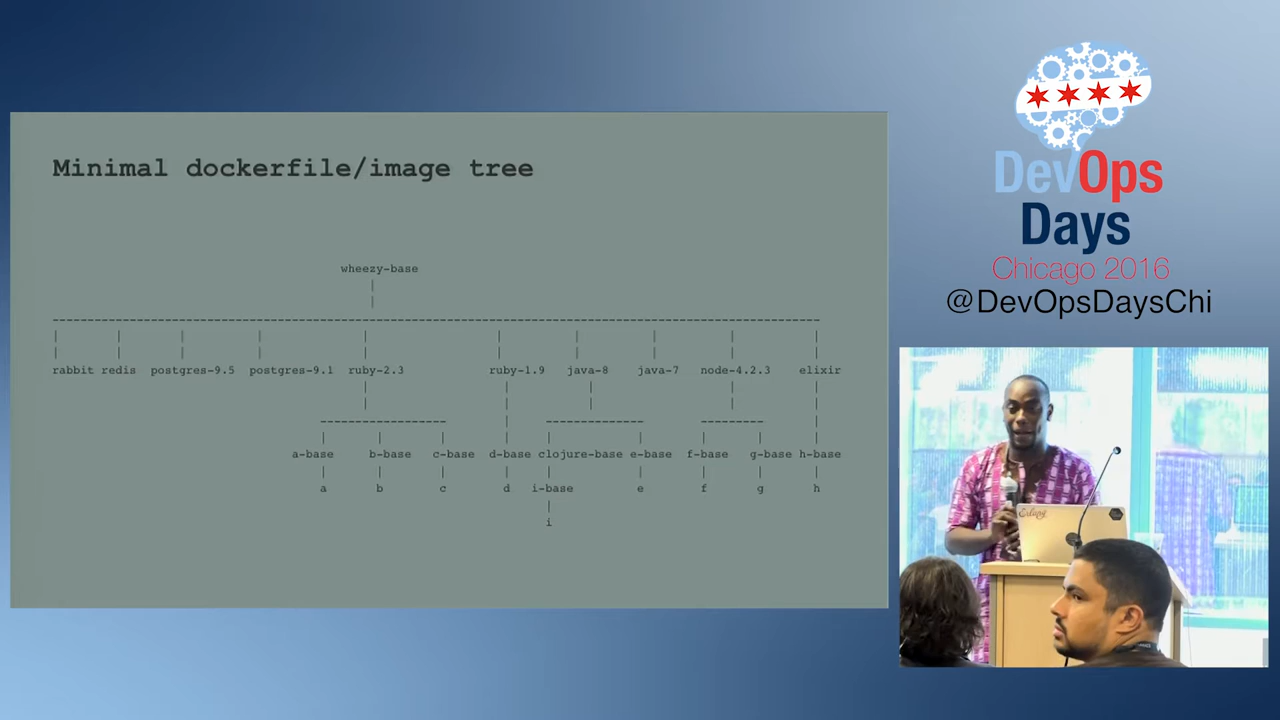 Minimal dockerfile/image tree
wheezy-base
rabbit redis postgres-9.5 postgres-9.1 ruby-2.3 ruby-1.9 java-8 java-7 node-4.2.3 elixir
a-base b-base c-base d-base clojure-base e-base f-base g-base h-base
a b c d i-base e f g h
i
DevOps
Days
Chicago 2016
@DevOpsDaysChi
Erlang